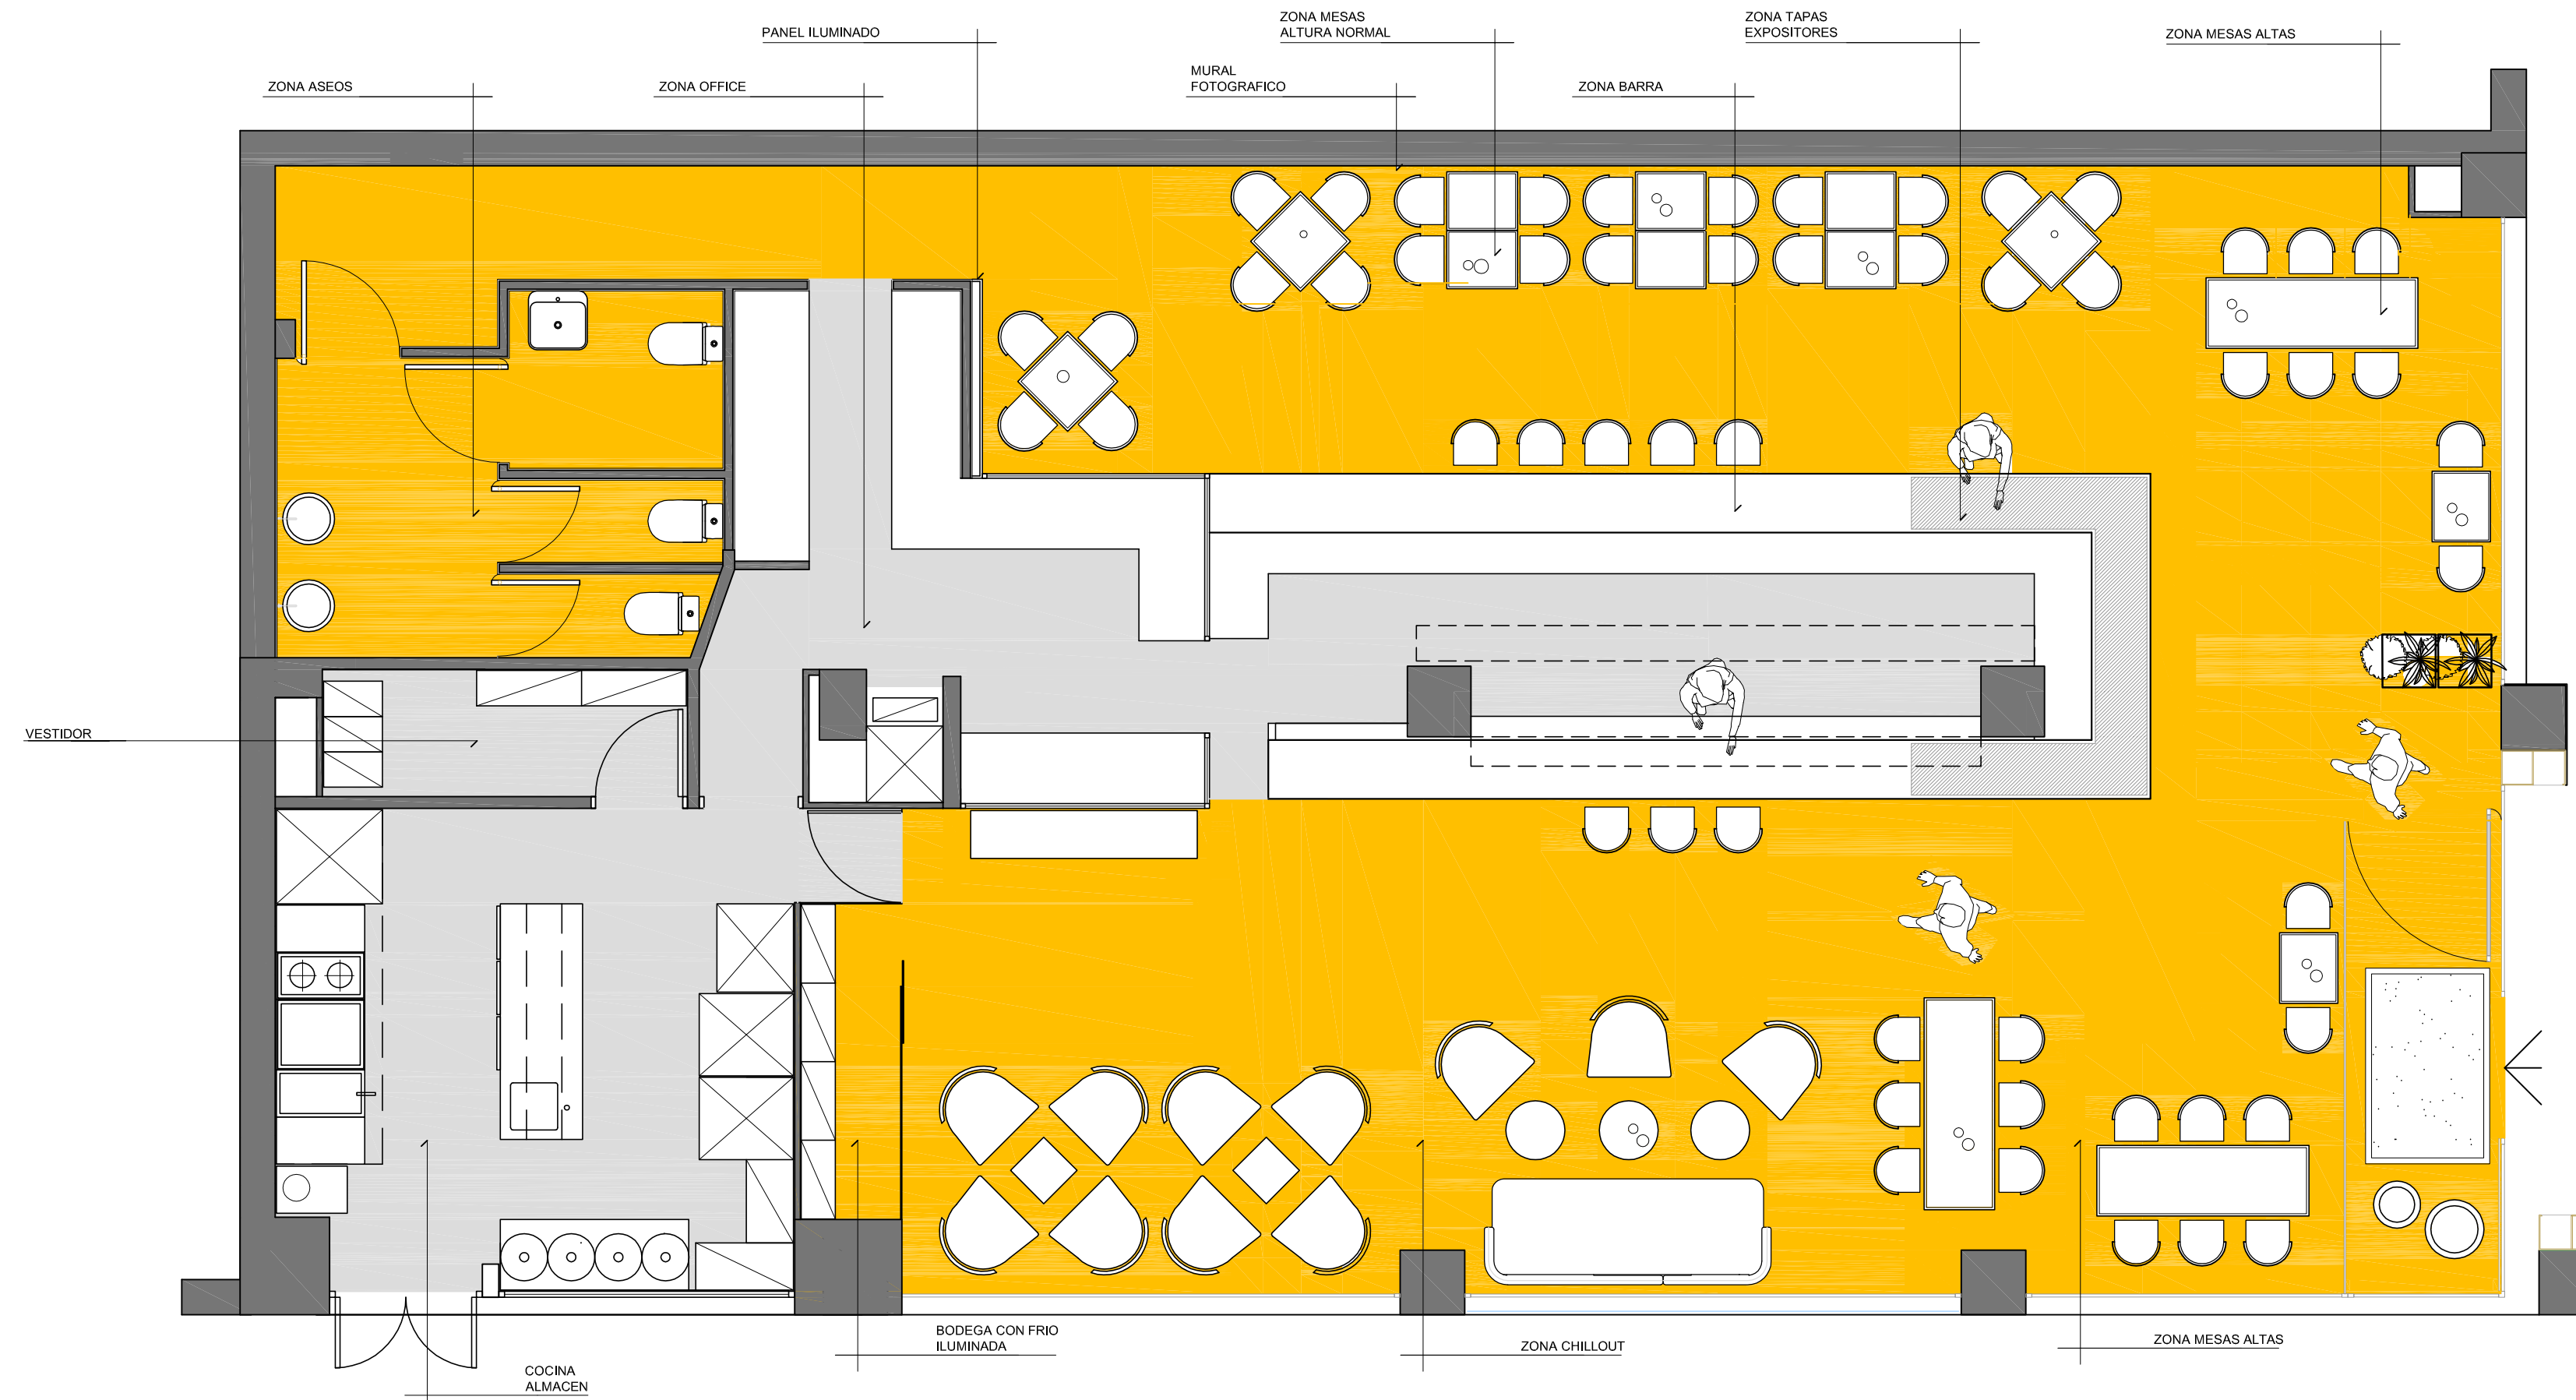 ZONA MESAS
ALTURA NORMAL
ZONA TAPAS
EXPOSITORES
PANEL ILUMINADO
ZONA MESAS ALTAS
MURAL
FOTOGRAFICO
ZONA ASEOS
ZONA OFFICE
ZONA BARRA
VESTIDOR
BODEGA CON FRIO
ILUMINADA
ZONA CHILLOUT
ZONA MESAS ALTAS
COCINA
ALMACEN